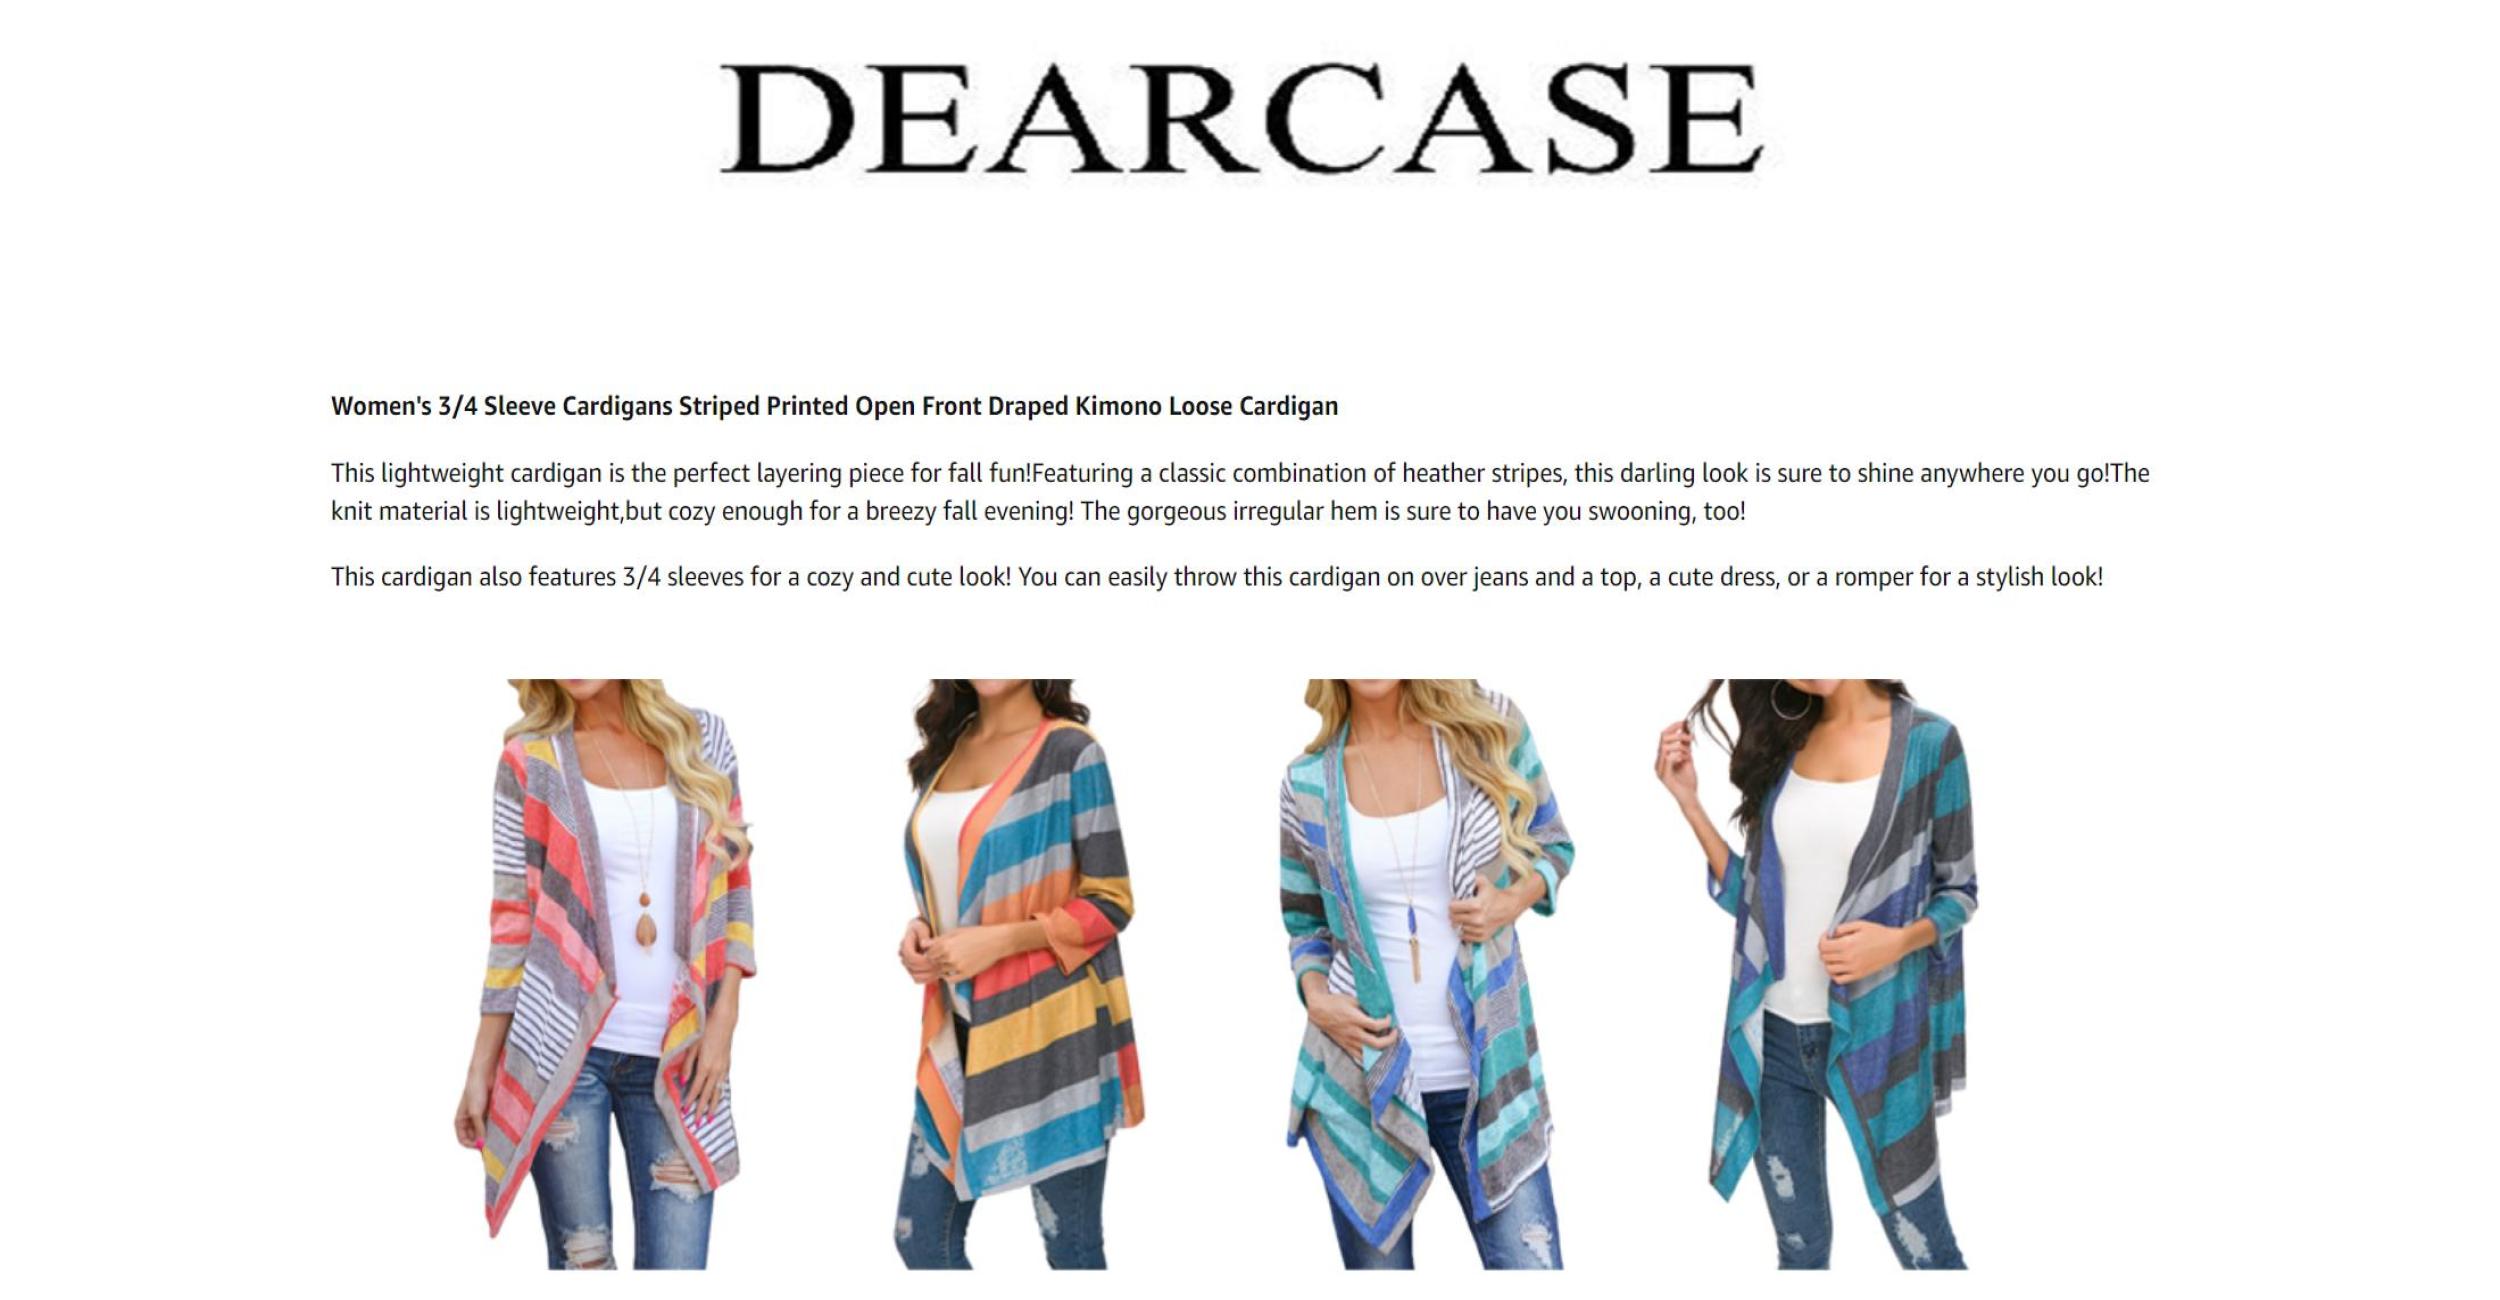 DEARCASE
Women's 3/4 Sleeve Cardigans Striped Printed Open Front Draped Kimono Loose Cardigan
This lightweight cardigan is the perfect layering piece for fall fun!Featuring a classic combination of heather stripes, this darling look is sure to shine anywhere you go!The
knit material is lightweight,but cozy enough for a breezy fall evening! The gorgeous irregular hem is sure to have you swooning, too!
This cardigan also features 3/4 sleeves for a cozy and cute look! You can easily throw this cardigan on over jeans and a top, a cute dress, or a romper for a stylish look!